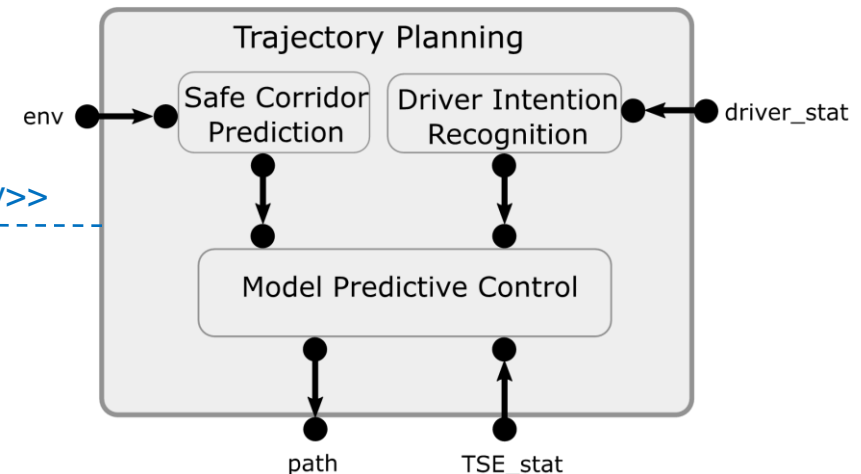 Trajectory Planning
Safe Corridor
Prediction
Driver Intention
Recognition
env
driver_stat
>>
Model Predictive Control
path
TSE_stat